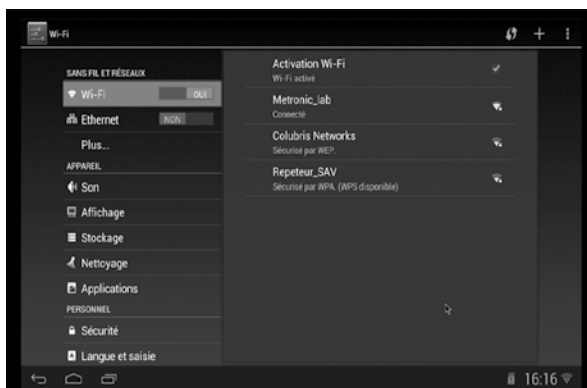 Wi-Fi
SANS FIL ET RÉSEAUX
Wi-Fi OUI
Ethernet NON
Plus...
APPAREIL
Son
Affichage
Stockage
Nettoyage
Applications
PERSONNEL
Sécurité
Langue et saisie
Activation Wi-Fi
Wi-Fi activé
Metronic_lab
Connecté
Colubris Networks
Sécurisé par WEP.
Repeteur_SAV
Sécurisé par WPA. (WPS disponible)
16:16